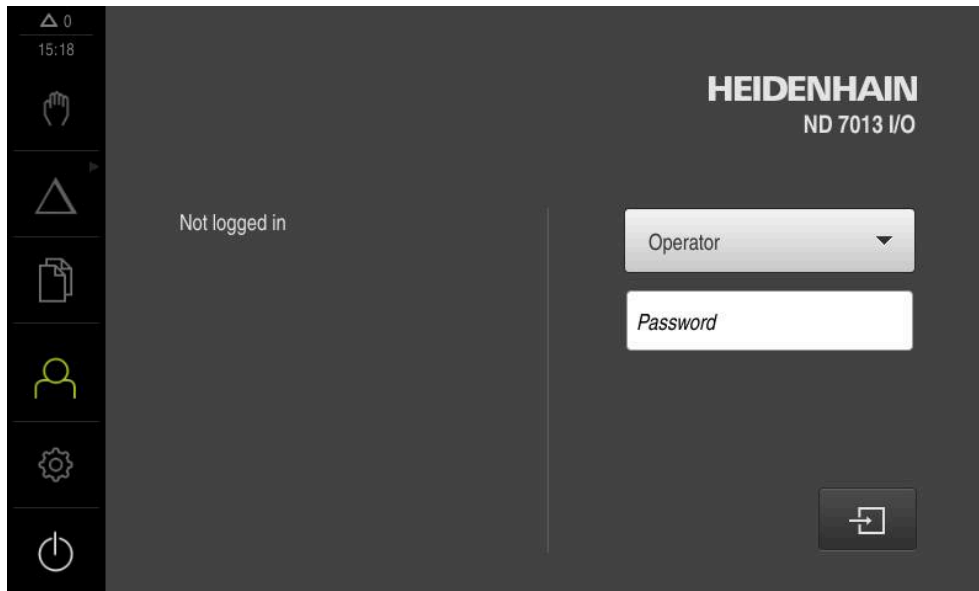 0
15:18
HEIDENHAIN
ND 7013 I/O
Not logged in
Operator
Password